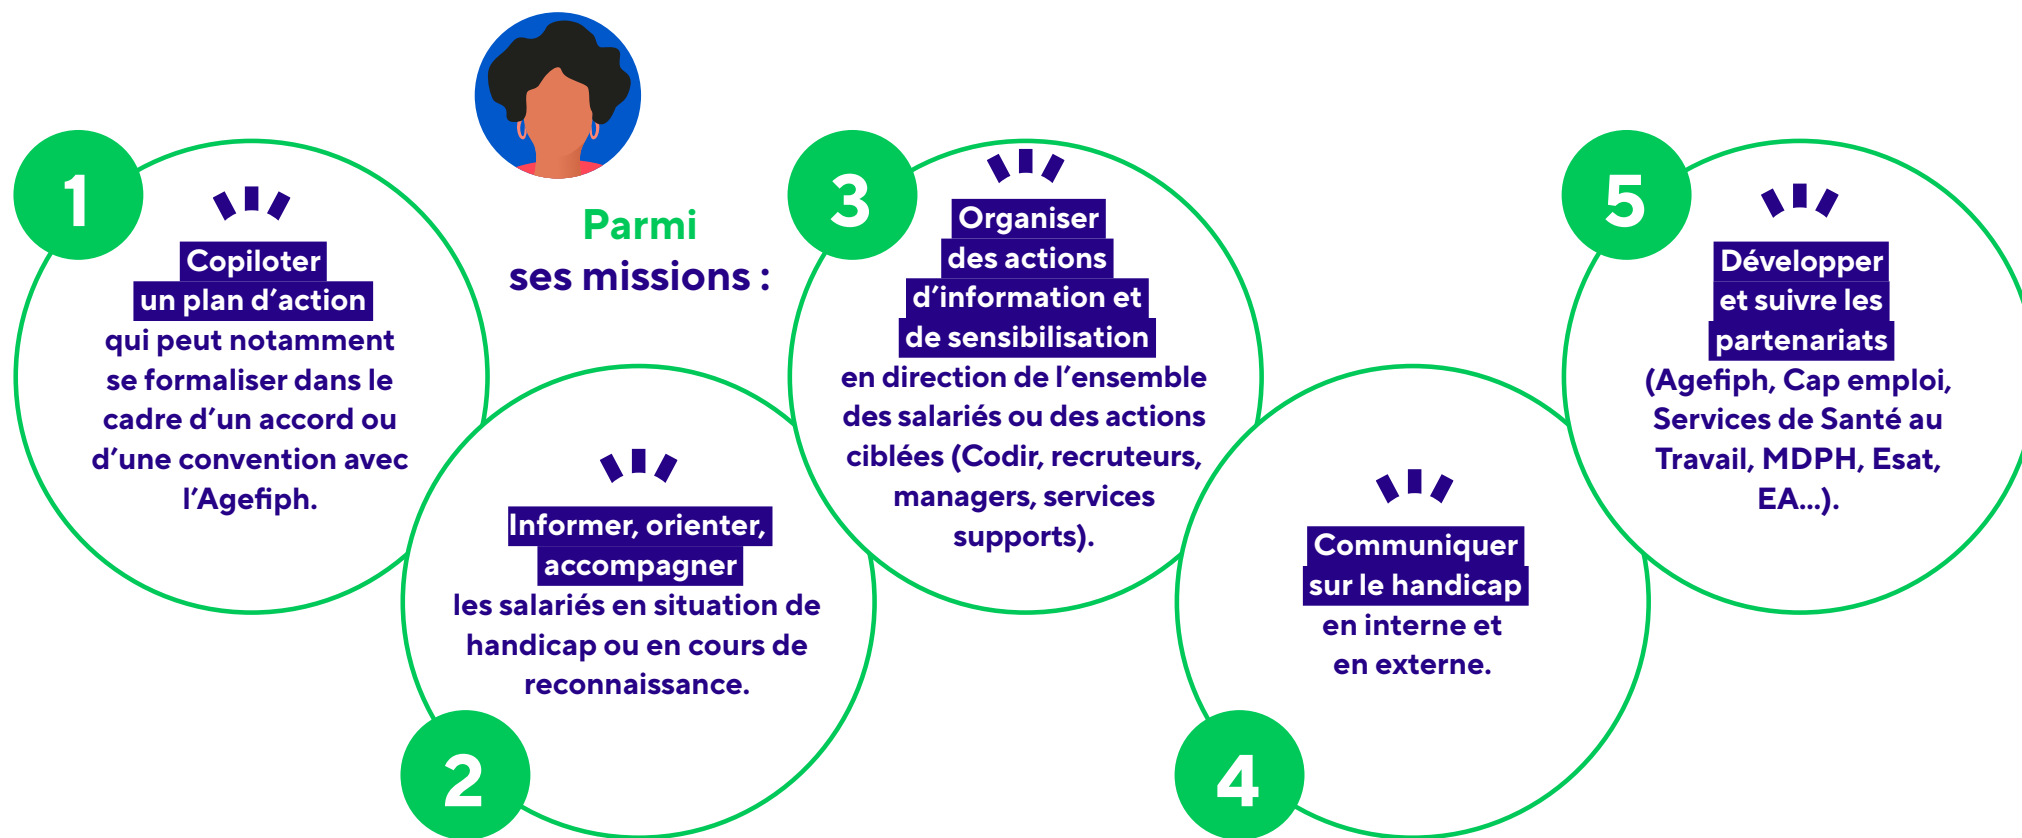 Parmi
ses missions :
1
Copiloter
un plan d’action
qui peut notamment
se formaliser dans le
cadre d’un accord ou
d’une convention avec
l’Agefiph.
2
Informer, orienter,
accompagner
les salariés en situation de
handicap ou en cours de
reconnaissance.
3
Organiser
des actions
d’information et
de sensibilisation
en direction de l’ensemble
des salariés ou des actions
ciblées (Codir, recruteurs,
managers, services
supports).
4
Communiquer
sur le handicap
en interne et
en externe.
5
Développer
et suivre les
partenariats
(Agefiph, Cap emploi,
Services de Santé au
Travail, MDPH, Esat,
EA...).